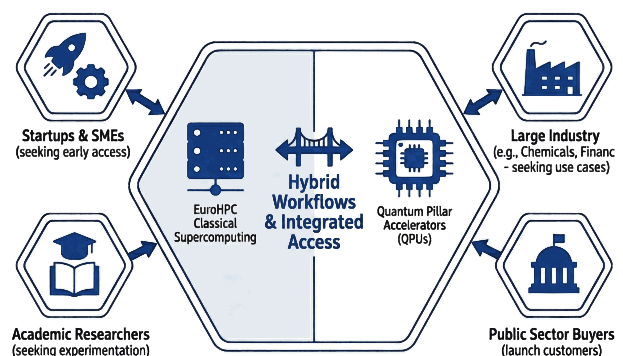 Startups & SMEs
(seeking early access)
Large Industry
(e.g., Chemicals, Financ
- seeking use cases)
EuroHPC
Classical
Supercomputing
Hybrid
Workflows
& Integrated
Access
Quantum Pillar
Accelerators
(QPUs)
Academic Researchers
(seeking experimentation)
Public Sector Buyers
(launch customers)